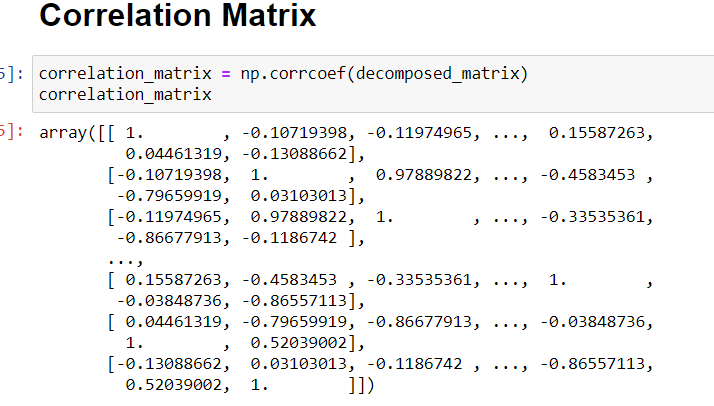 Correlation Matrix
5]: correlation_matrix = np.corrcoef(decomposed_matrix)
correlation_matrix
5]: array([[ 1.        , -0.10719398, -0.11974965, ...,  0.15587263,
         0.04461319, -0.13088662],
       [-0.10719398,  1.        ,  0.97889822, ..., -0.4583453 ,
        -0.79659919,  0.03103013],
       [-0.11974965,  0.97889822,  1.        , ..., -0.33535361,
        -0.86677913, -0.1186742 ],
       ...,
       [ 0.15587263, -0.4583453 , -0.33535361, ...,  1.        ,
        -0.03848736, -0.86557113],
       [ 0.04461319, -0.79659919, -0.86677913, ..., -0.03848736,
         1.        ,  0.52039002],
       [-0.13088662,  0.03103013, -0.1186742 , ..., -0.86557113,
         0.52039002,  1.        ]])